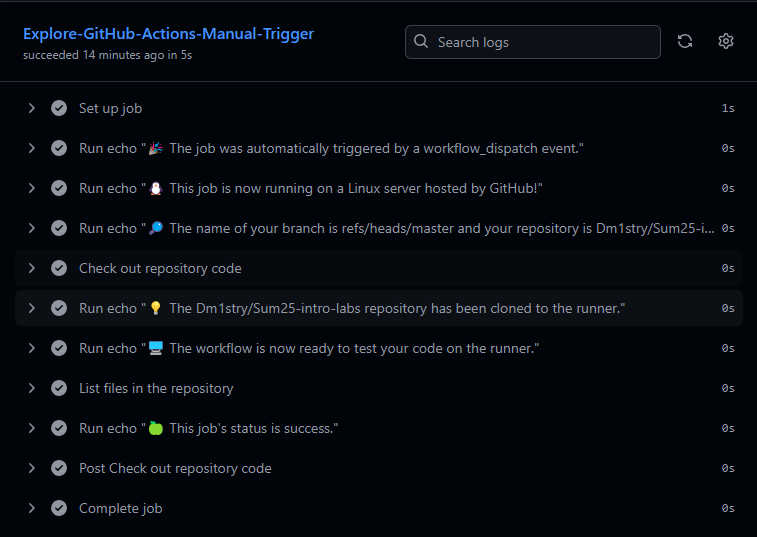 Explore-GitHub-Actions-Manual-Trigger
succeeded 14 minutes ago in 5s
Search logs
Set up job 1s
Run echo "🎉 The job was automatically triggered by a workflow_dispatch event." 0s
Run echo "🐧 This job is now running on a Linux server hosted by GitHub!" 0s
Run echo "🔎 The name of your branch is refs/heads/master and your repository is Dm1stry/Sum25-i... 0s
Check out repository code 0s
Run echo "💡 The Dm1stry/Sum25-intro-labs repository has been cloned to the runner." 0s
Run echo "🖥️ The workflow is now ready to test your code on the runner." 0s
List files in the repository 0s
Run echo "🍏 This job's status is success." 0s
Post Check out repository code 0s
Complete job 0s